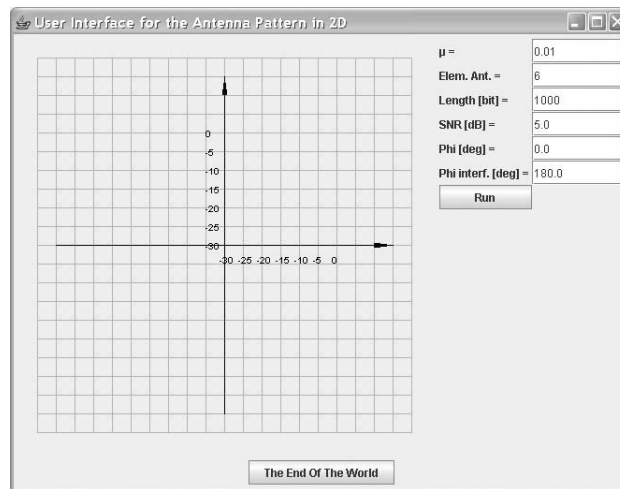 User Interface for the Antenna Pattern in 2D
μ = 0.01
Elem. Ant. = 6
Length [bit] = 1000
SNR [dB] = 5.0
Phi [deg] = 0.0
Phi interf. [deg] = 180.0
Run
0
-5
-10
-15
-20
-25
-30
-30 -25 -20 -15 -10 -5 0
The End Of The World